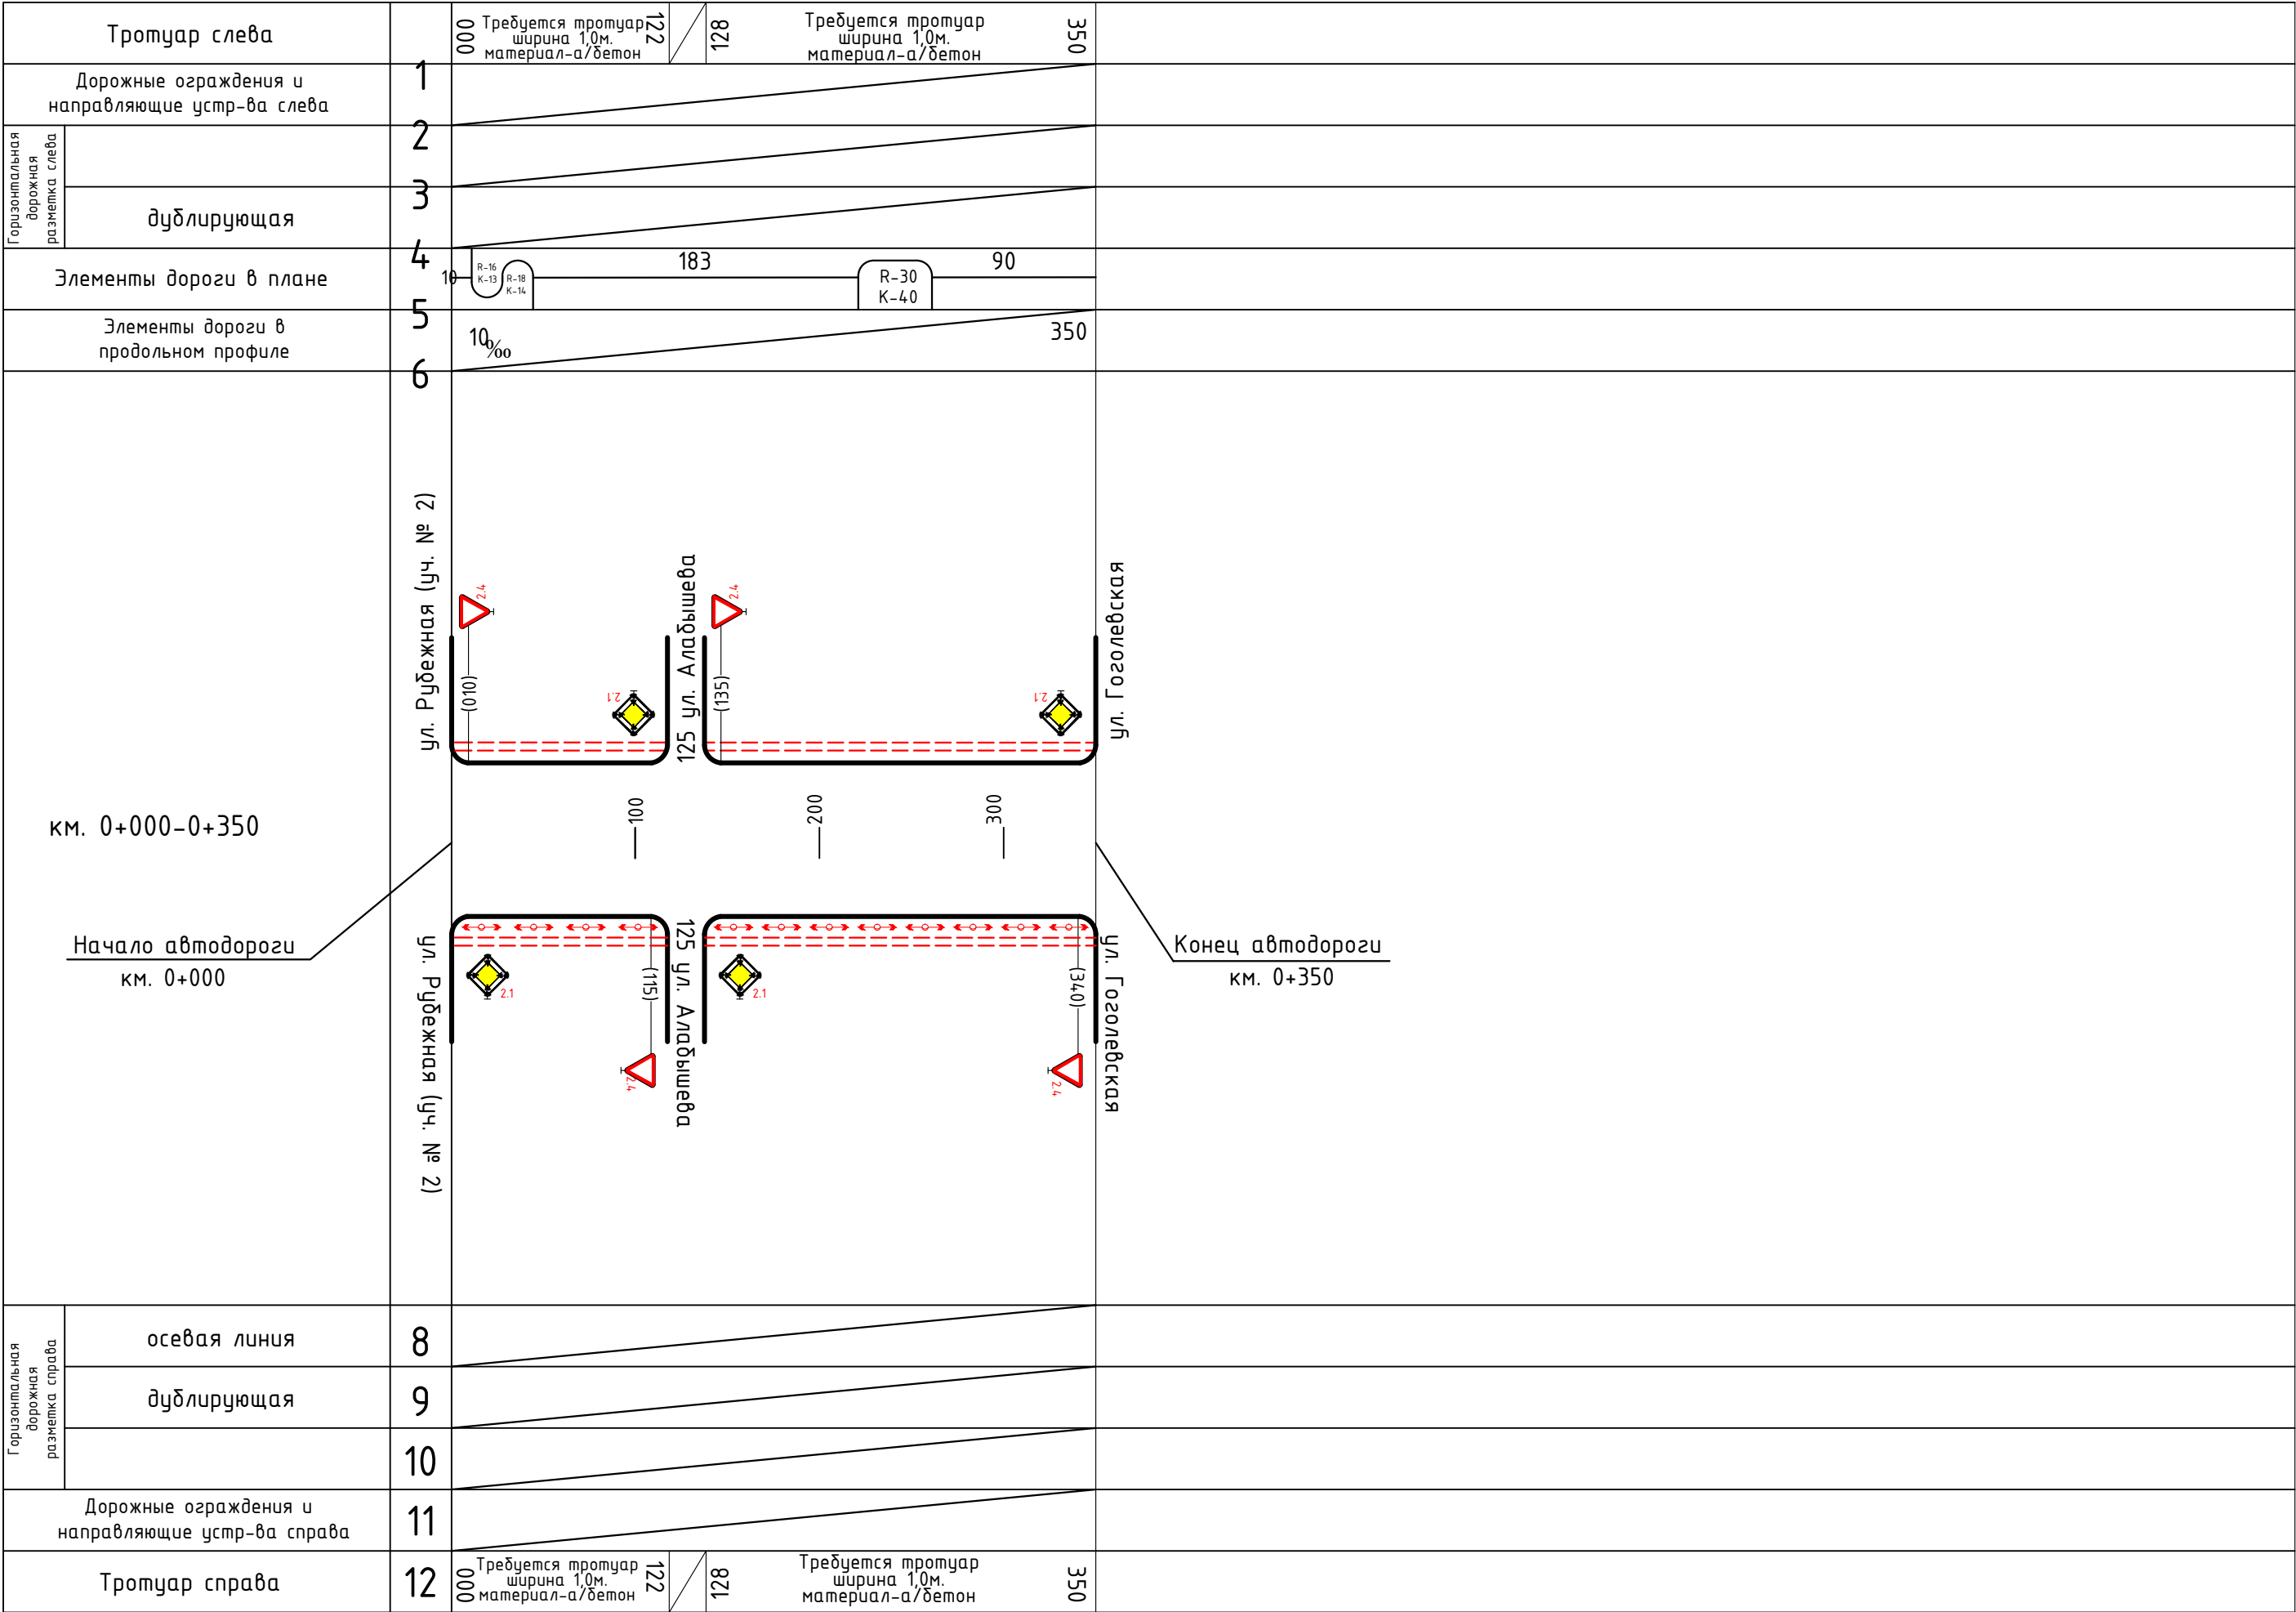 Тротуар слева
000
Требуется тротуар
ширина 1,0м.
материал-а/бетон
122
128
Требуется тротуар
ширина 1,0м.
материал-а/бетон
350
1
Дорожные ограждения и
направляющие устр-ва слева
2
Горизонтальная
дорожная
разметка слева
3
дублирующая
4
Элементы дороги в плане
10
R-16
К-13
R-18
К-14
183
R-30
К-40
90
5
Элементы дороги в
продольном профиле
10‰
350
6
ул. Рубежная (уч. № 2)
2.4
(010)
2.1
125 ул. Алабышева
2.4
(135)
2.1
ул. Гоголевская
км. 0+000-0+350
100
200
300
Начало автодороги
км. 0+000
Конец автодороги
км. 0+350
ул. Рубежная (уч. № 2)
2.1
(115)
2.4
125 ул. Алабышева
2.1
(340)
2.4
ул. Гоголевская
Горизонтальная
дорожная
разметка справа
осевая линия
8
дублирующая
9
10
Дорожные ограждения и
направляющие устр-ва справа
11
Тротуар справа
12
000
Требуется тротуар
ширина 1,0м.
материал-а/бетон
122
128
Требуется тротуар
ширина 1,0м.
материал-а/бетон
350